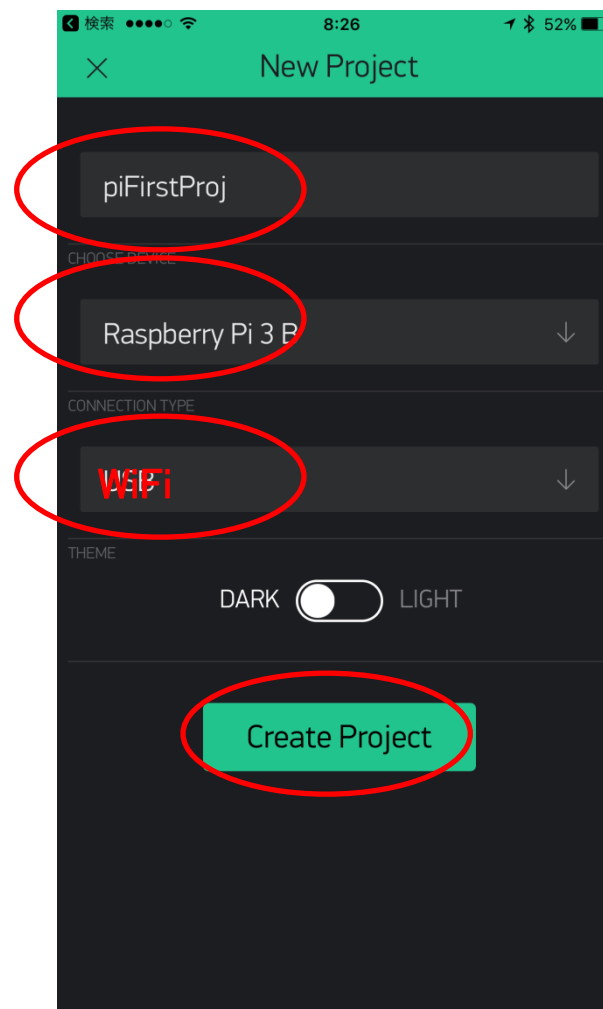 検索 8:26 52%
New Project
piFirstProj
CHOOSE DEVICE
Raspberry Pi 3 B
CONNECTION TYPE
USB
WiFi
THEME
DARK LIGHT
Create Project